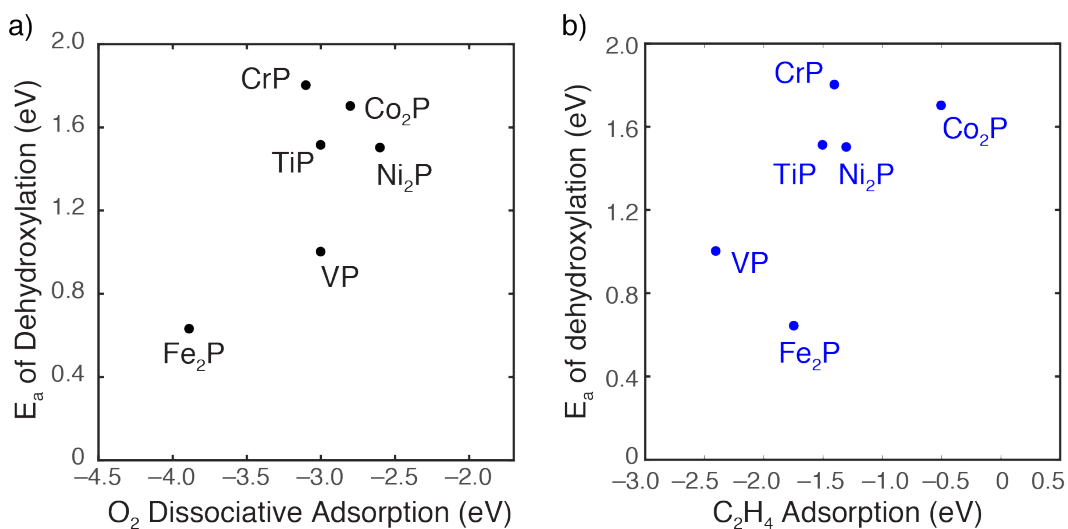 a)
2.0
1.6
1.2
0.8
0.4
0
E_a of Dehydroxylation (eV)
CrP
Co₂P
TiP
Ni₂P
VP
Fe₂P
−4.5 −4.0 −3.5 −3.0 −2.5 −2.0
O₂ Dissociative Adsorption (eV)
b)
2.0
1.6
1.2
0.8
0.4
0
E_a of dehydroxylation (eV)
CrP
Co₂P
TiP Ni₂P
VP
Fe₂P
−3.0 −2.5 −2.0 −1.5 −1.0 −0.5 0 0.5
C₂H₄ Adsorption (eV)